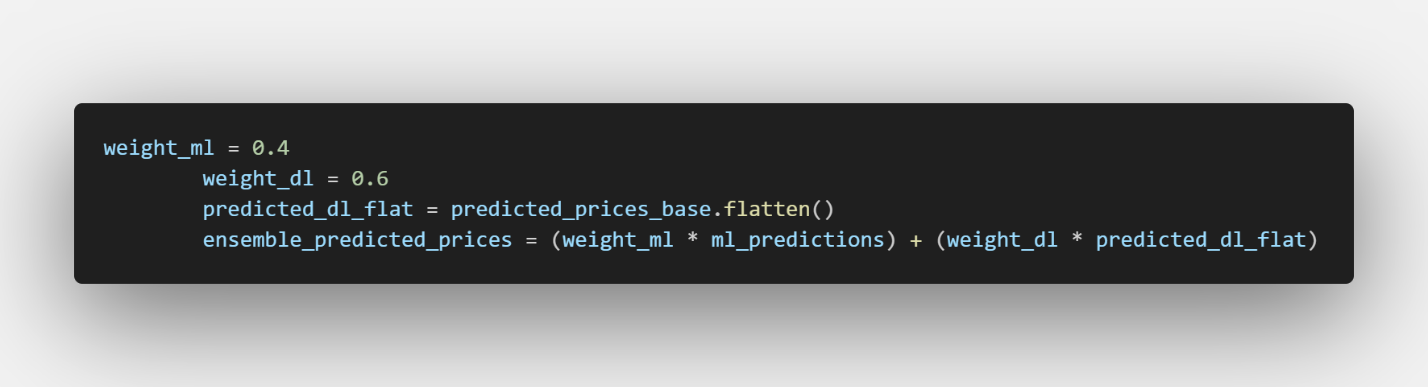 weight_ml = 0.4
        weight_dl = 0.6
        predicted_dl_flat = predicted_prices_base.flatten()
        ensemble_predicted_prices = (weight_ml * ml_predictions) + (weight_dl * predicted_dl_flat)